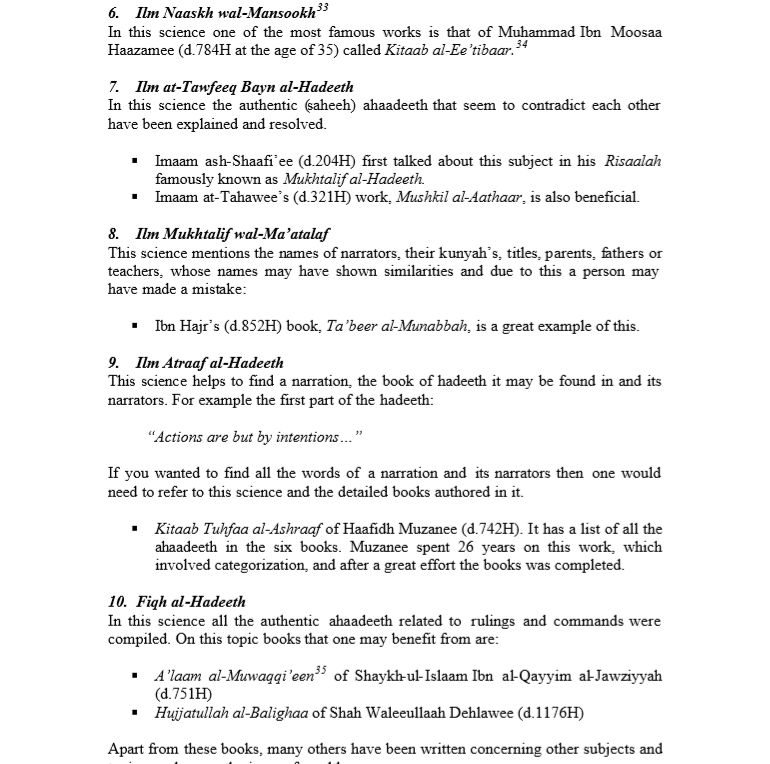 6. Ilm Naaskh wal-Mansookh33
In this science one of the most famous works is that of Muhammad Ibn Moosaa
Haazamee (d.784H at the age of 35) called Kitaab al-Ee'tibaar.34
7. Ilm at-Tawfeeq Bayn al-Hadeeth
In this science the authentic (saheeh) ahaadeeth that seem to contradict each other
have been explained and resolved.
▪ Imaam ash-Shaafi'ee (d.204H) first talked about this subject in his Risaalah
famously known as Mukhtalif al-Hadeeth.
▪ Imaam at-Tahawee's (d.321H) work, Mushkil al-Aathaar, is also beneficial.
8. Ilm Mukhtalif wal-Ma'atalaf
This science mentions the names of narrators, their kunyah's, titles, parents, fathers or
teachers, whose names may have shown similarities and due to this a person may
have made a mistake:
▪ Ibn Hajr's (d.852H) book, Ta'beer al-Munabbah, is a great example of this.
9. Ilm Atraaf al-Hadeeth
This science helps to find a narration, the book of hadeeth it may be found in and its
narrators. For example the first part of the hadeeth:
"Actions are but by intentions…"
If you wanted to find all the words of a narration and its narrators then one would
need to refer to this science and the detailed books authored in it.
▪ Kitaab Tuhfaa al-Ashraaf of Haafidh Muzanee (d.742H). It has a list of all the
ahaadeeth in the six books. Muzanee spent 26 years on this work, which
involved categorization, and after a great effort the books was completed.
10. Fiqh al-Hadeeth
In this science all the authentic ahaadeeth related to rulings and commands were
compiled. On this topic books that one may benefit from are:
▪ A'laam al-Muwaqqi'een35 of Shaykh-ul-Islaam Ibn al-Qayyim al-Jawziyyah
(d.751H)
▪ Hujjatullah al-Balighaa of Shah Waleeullaah Dehlawee (d.1176H)
Apart from these books, many others have been written concerning other subjects and